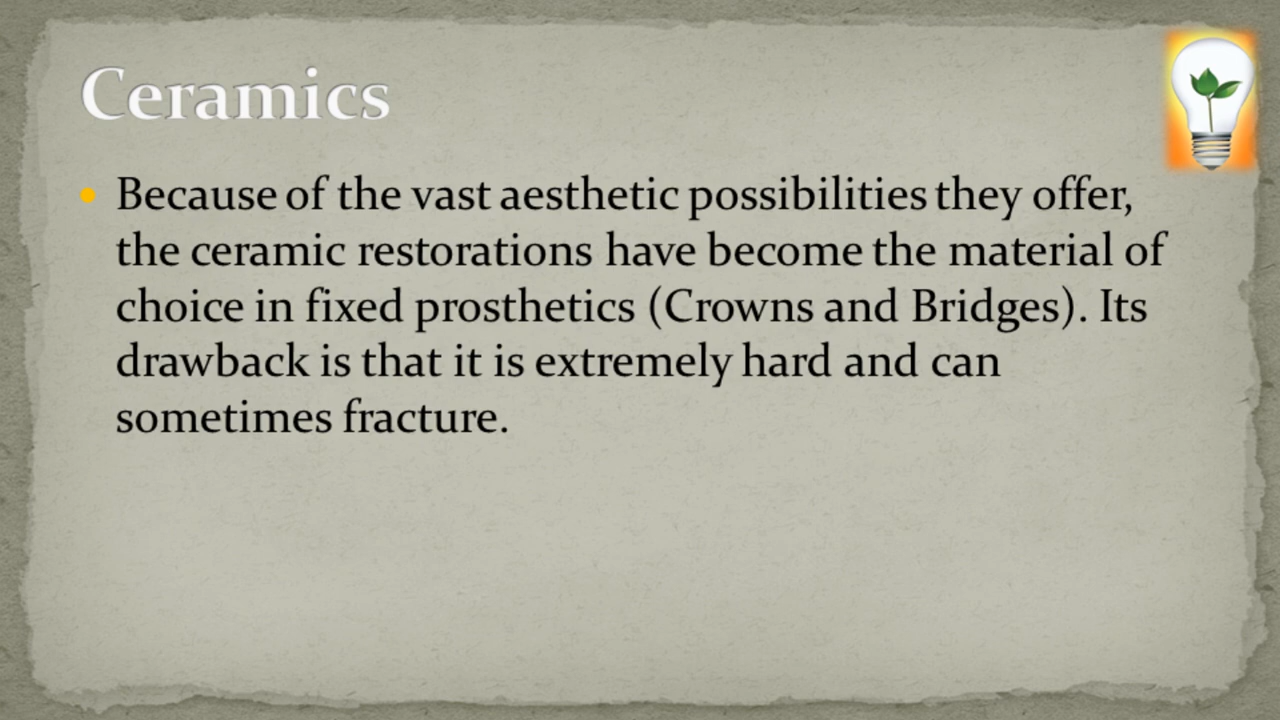 Ceramics
Because of the vast aesthetic possibilities they offer,
the ceramic restorations have become the material of
choice in fixed prosthetics (Crowns and Bridges). Its
drawback is that it is extremely hard and can
sometimes fracture.